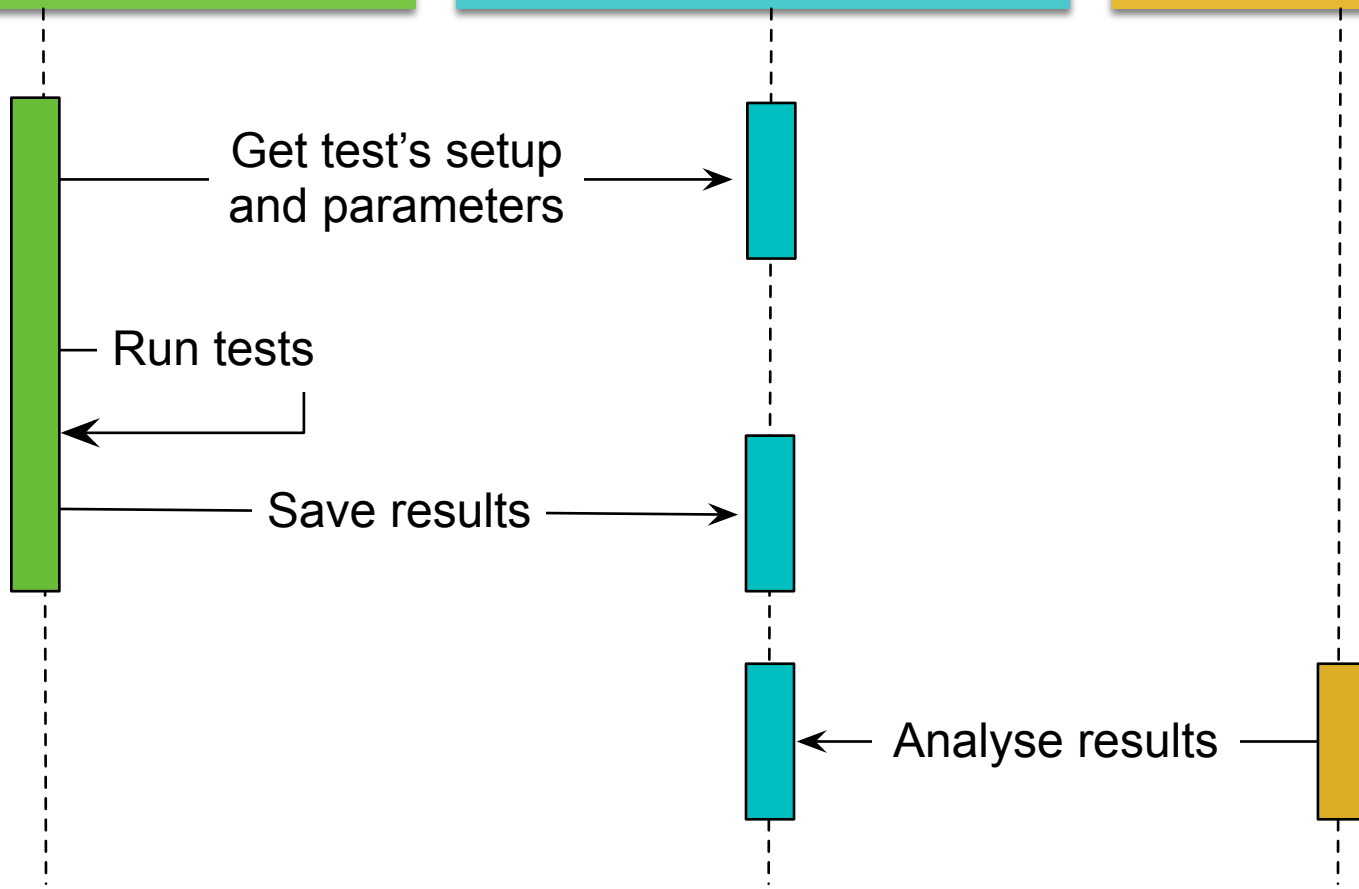 Get test’s setup
and parameters
Run tests
Save results
Analyse results